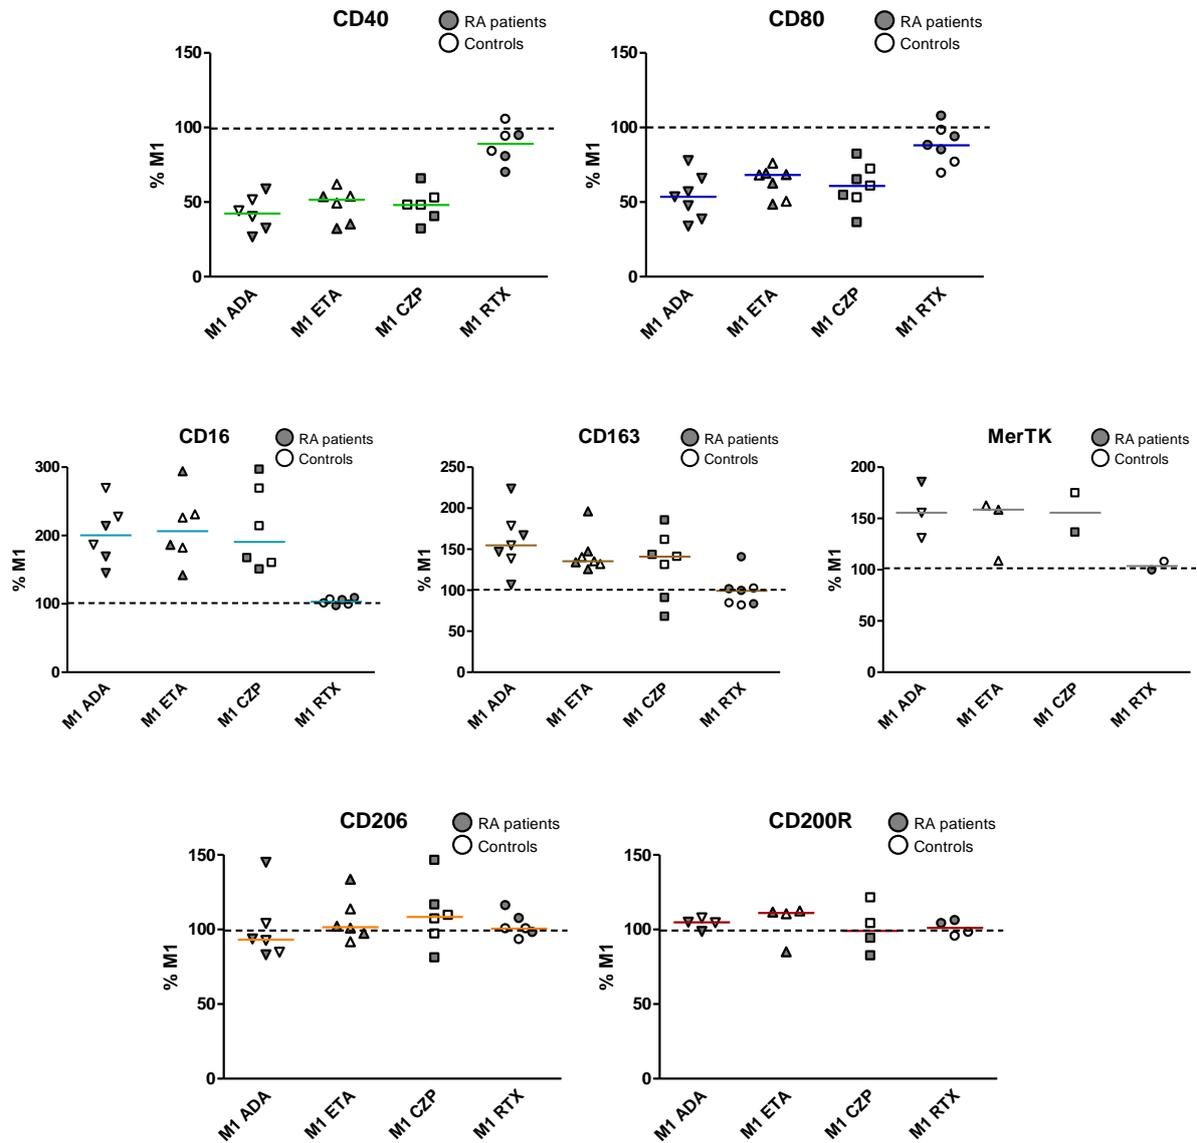 CD40
RA patients
Controls
150
100
50
0
% M1
M1 ADA
M1 ETA
M1 CZP
M1 RTX
CD80
RA patients
Controls
150
100
50
0
% M1
M1 ADA
M1 ETA
M1 CZP
M1 RTX
CD16
RA patients
Controls
300
200
100
0
% M1
M1 ADA
M1 ETA
M1 CZP
M1 RTX
CD163
RA patients
Controls
250
200
150
100
50
0
% M1
M1 ADA
M1 ETA
M1 CZP
M1 RTX
MerTK
RA patients
Controls
200
150
100
50
0
% M1
M1 ADA
M1 ETA
M1 CZP
M1 RTX
CD206
RA patients
Controls
150
100
50
0
% M1
M1 ADA
M1 ETA
M1 CZP
M1 RTX
CD200R
RA patients
Controls
150
100
50
0
% M1
M1 ADA
M1 ETA
M1 CZP
M1 RTX